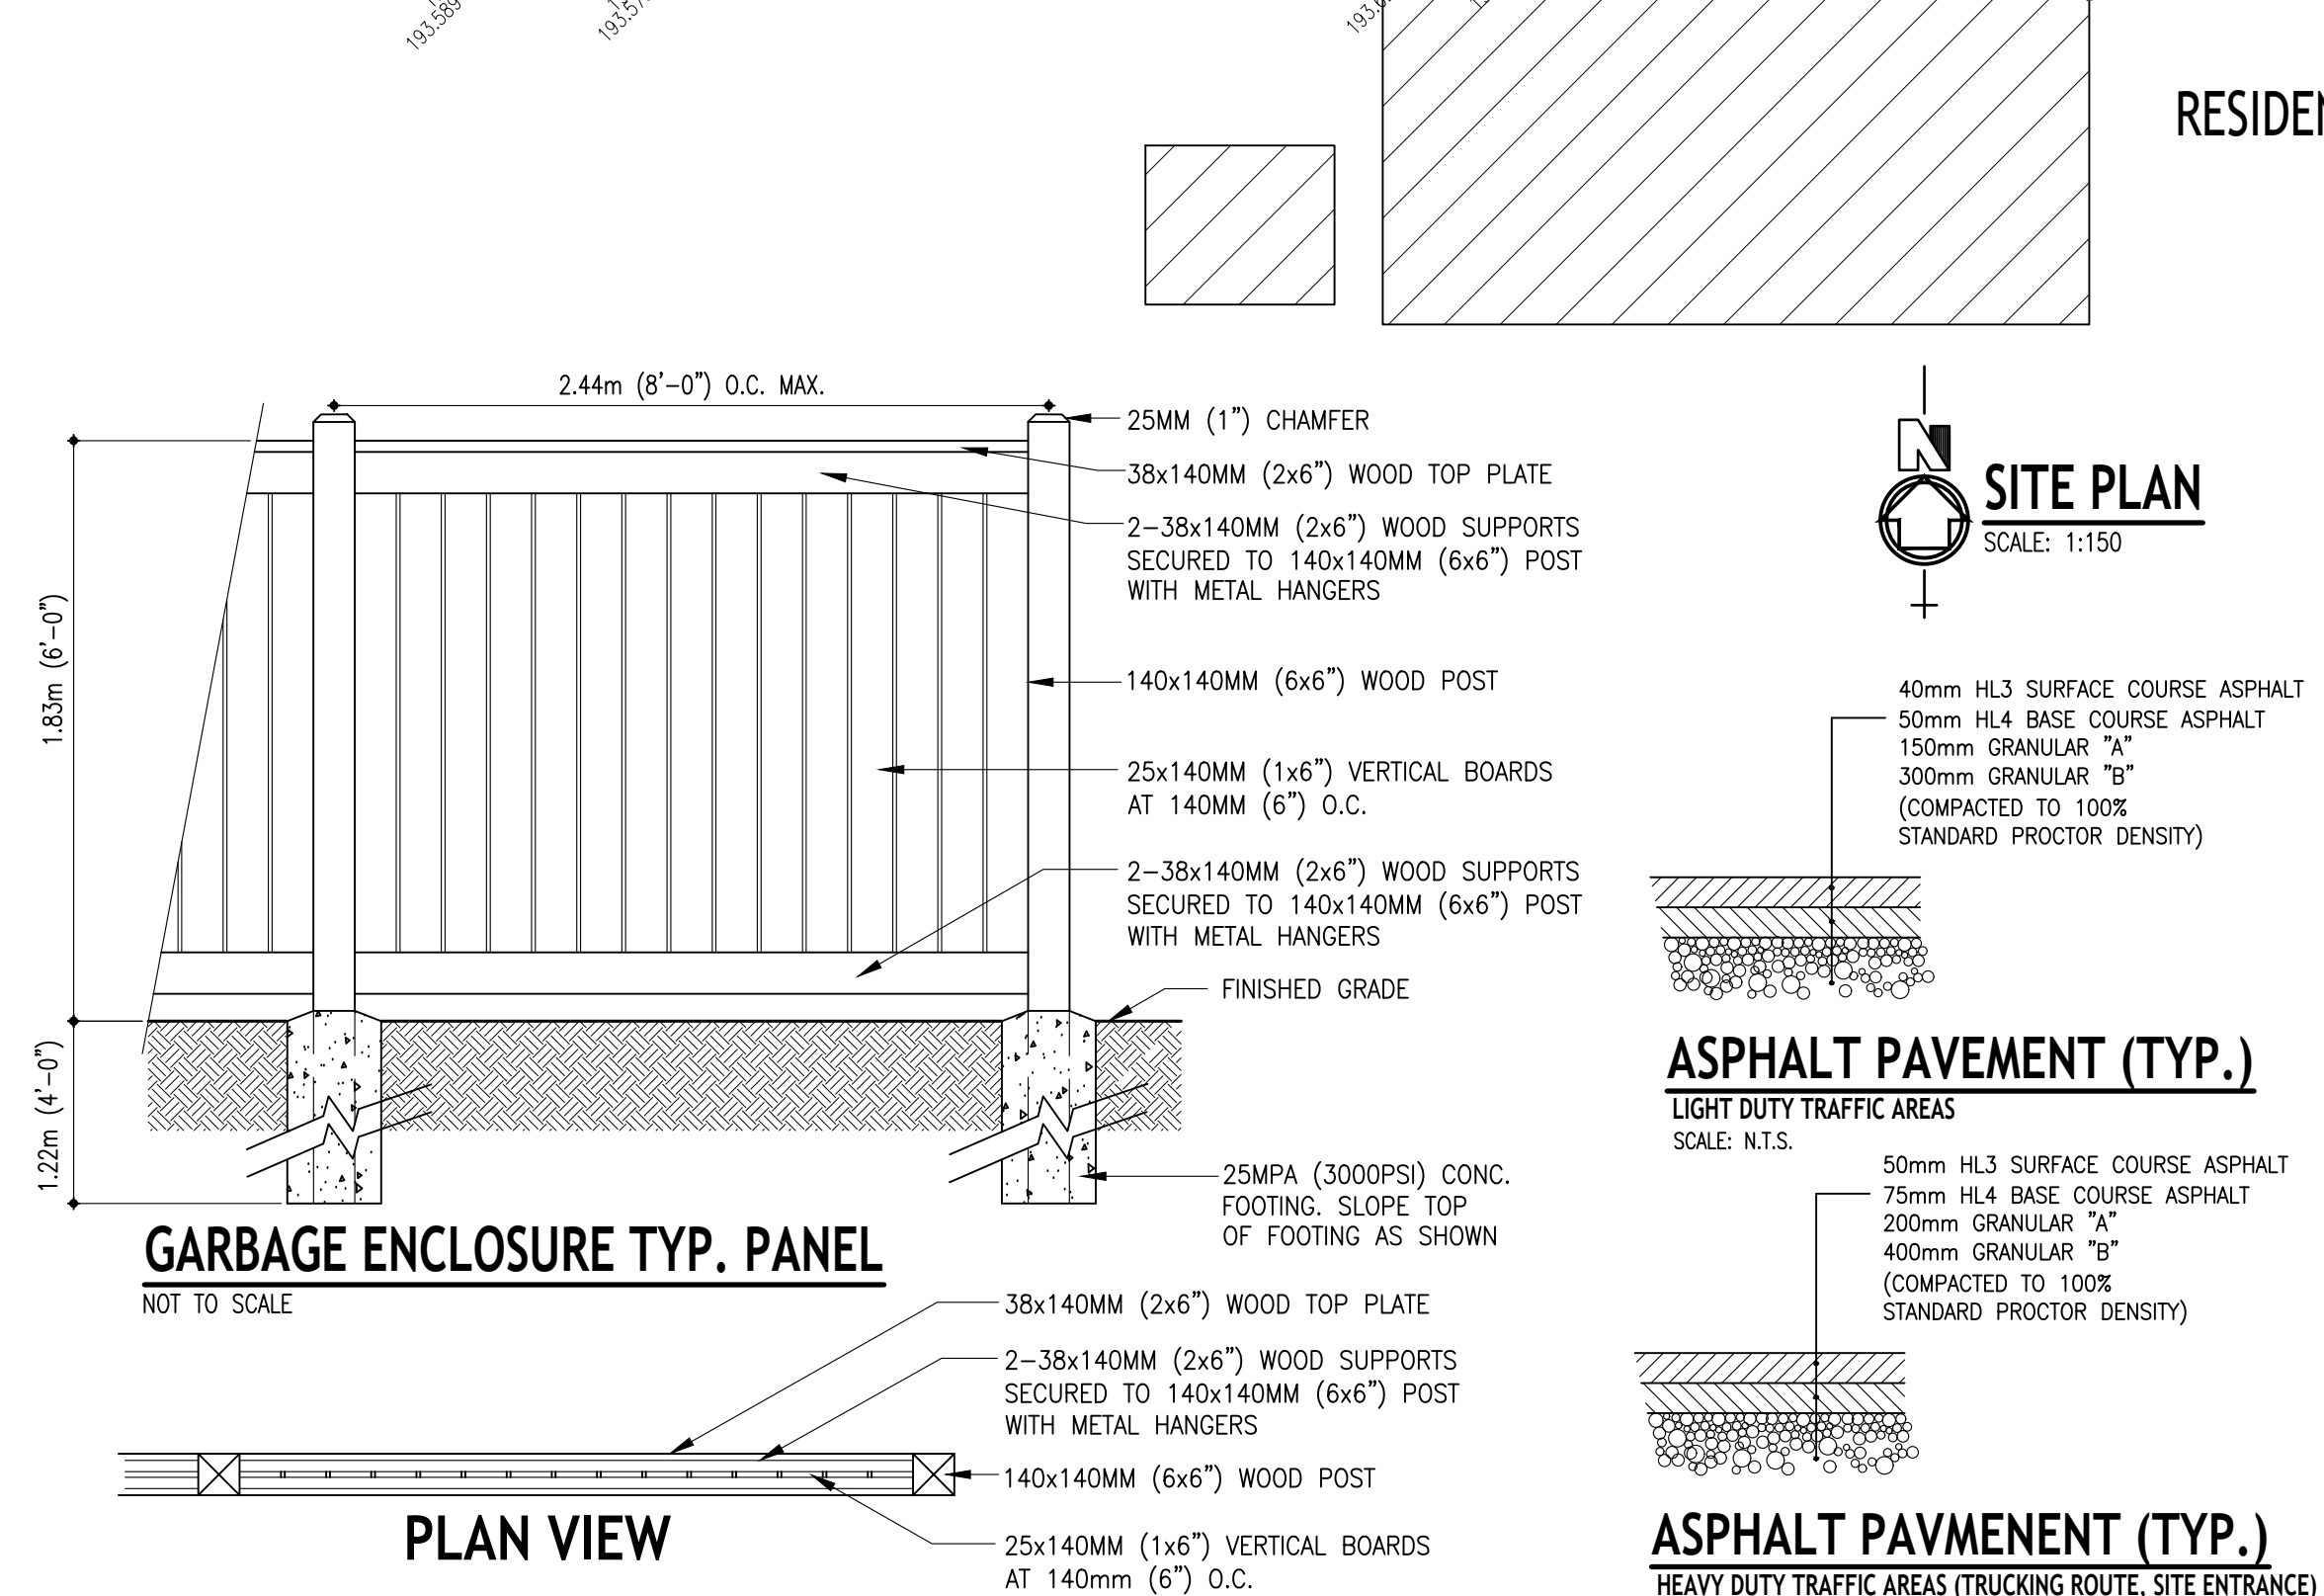 193.589
2.44m (8'-0") O.C. MAX.
1.83m (6'-0")
1.22m (4'-0")
25MM (1") CHAMFER
38x140MM (2x6") WOOD TOP PLATE
2-38x140MM (2x6") WOOD SUPPORTS
SECURED TO 140x140MM (6x6") POST
WITH METAL HANGERS
140x140MM (6x6") WOOD POST
25x140MM (1x6") VERTICAL BOARDS
AT 140MM (6") O.C.
2-38x140MM (2x6") WOOD SUPPORTS
SECURED TO 140x140MM (6x6") POST
WITH METAL HANGERS
FINISHED GRADE
25MPA (3000PSI) CONC.
FOOTING. SLOPE TOP
OF FOOTING AS SHOWN
GARBAGE ENCLOSURE TYP. PANEL
NOT TO SCALE
38x140MM (2x6") WOOD TOP PLATE
2-38x140MM (2x6") WOOD SUPPORTS
SECURED TO 140x140MM (6x6") POST
WITH METAL HANGERS
140x140MM (6x6") WOOD POST
25x140MM (1x6") VERTICAL BOARDS
AT 140mm (6") O.C.
PLAN VIEW
N
SITE PLAN
SCALE: 1:150
40mm HL3 SURFACE COURSE ASPHALT
50mm HL4 BASE COURSE ASPHALT
150mm GRANULAR "A"
300mm GRANULAR "B"
(COMPACTED TO 100%
STANDARD PROCTOR DENSITY)
ASPHALT PAVEMENT (TYP.)
LIGHT DUTY TRAFFIC AREAS
SCALE: N.T.S.
50mm HL3 SURFACE COURSE ASPHALT
75mm HL4 BASE COURSE ASPHALT
200mm GRANULAR "A"
400mm GRANULAR "B"
(COMPACTED TO 100%
STANDARD PROCTOR DENSITY)
ASPHALT PAVMENENT (TYP.)
HEAVY DUTY TRAFFIC AREAS (TRUCKING ROUTE, SITE ENTRANCE)